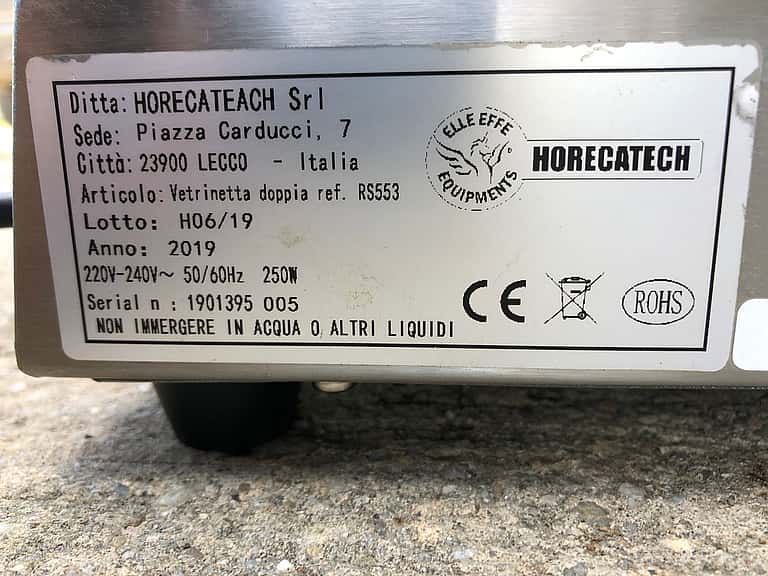 Ditta: HORECATEACH Srl
Sede: Piazza Carducci, 7
Città: 23900 LECCO - Italia
Articolo: Vetrinetta doppia ref. RS553
Lotto: H06/19
Anno: 2019
220V-240V~ 50/60Hz 250W
Serial n : 1901395 005
NON IMMERGERE IN ACQUA O ALTRI LIQUIDI
ELLE EFFE
EQUIPMENTS
HORECATECH
CE
ROHS